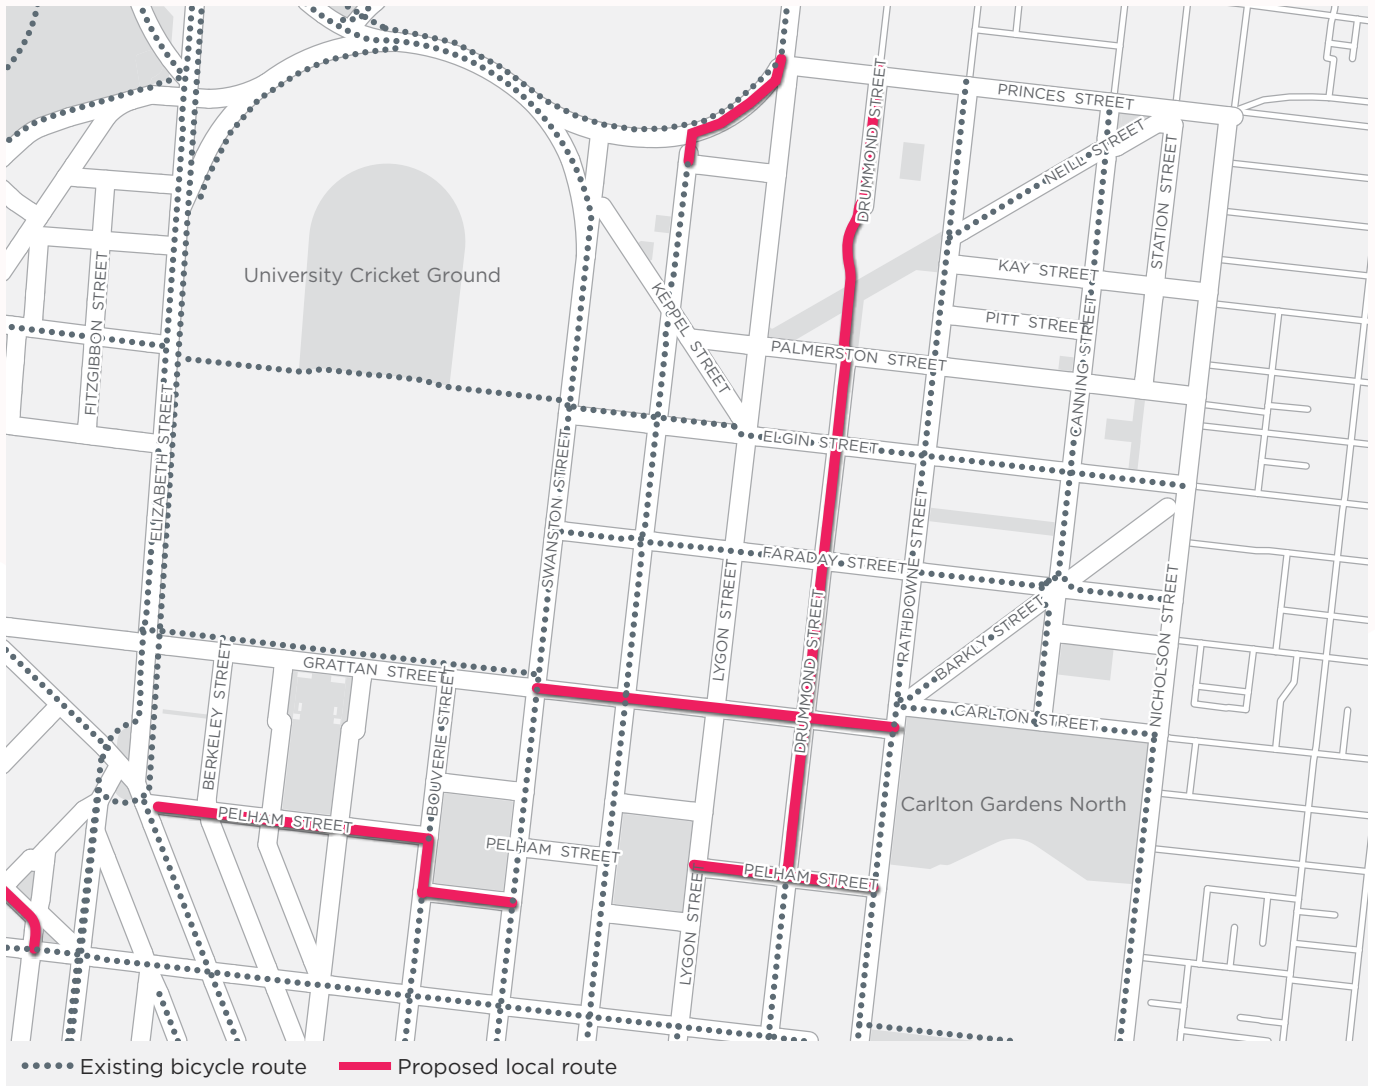 PRINCES STREET
DRUMMOND STREET
NEILL STREET
STATION STREET
University Cricket Ground
FITZGIBBON STREET
KEPPEL STREET
KAY STREET
PITT STREET
CANNING STREET
PALMERSTON STREET
ELIZABETH STREET
ELGIN STREET
SWANSTON STREET
RATHDOWNE STREET
FARADAY STREET
LYGON STREET
DRUMMOND STREET
BARKLY STREET
NICHOLSON STREET
GRATTAN STREET
BERKELEY STREET
BOUVERIE STREET
CARLTON STREET
DRUMMOND STREET
Carlton Gardens North
PELHAM STREET
PELHAM STREET
PELHAM STREET
LYGON STREET
Existing bicycle route
Proposed local route